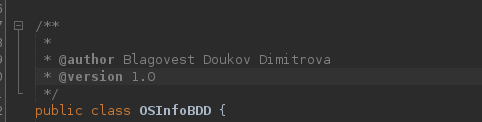 /**
*
* @author Blagovest Doukov Dimitrova
* @version 1.0
*/
public class OSInfoBDD {